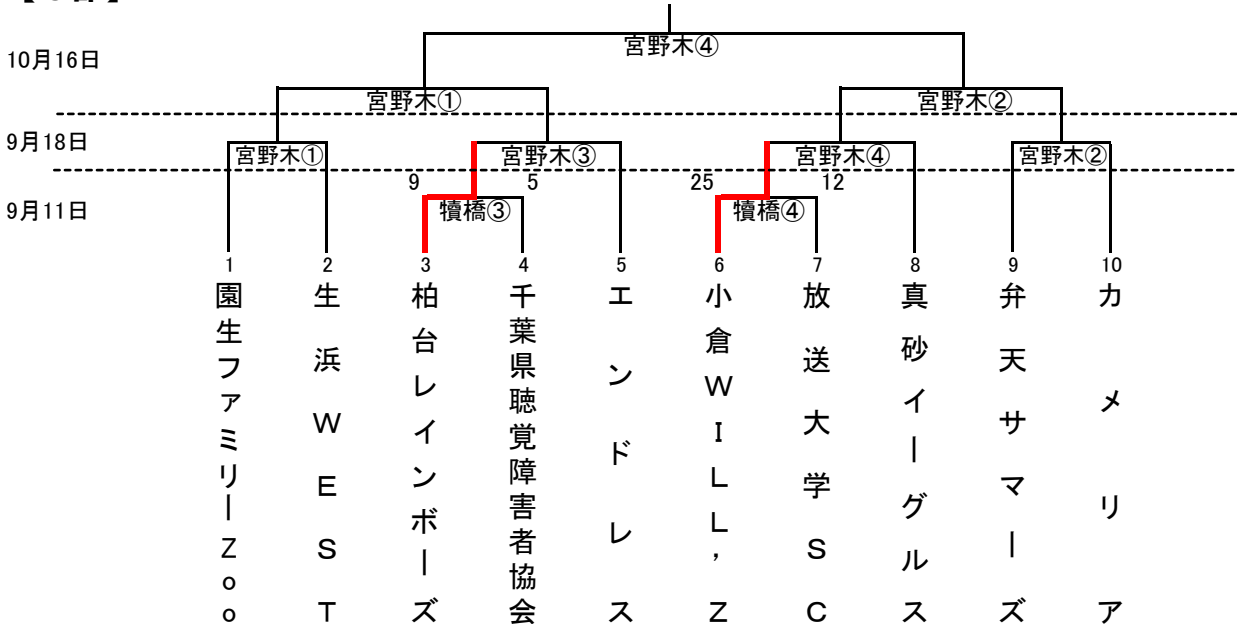 宮野木④
10月16日
宮野木① 宮野木②
9月18日
宮野木① 宮野木③ 宮野木④ 宮野木②
9 5 25 12
9月11日
犢橋③ 犢橋④
1 2 3 4 5 6 7 8 9 10
園生ファミリーZoo
生浜WEST
柏台レインボーズ
千葉県聴覚障害者協会
エンドレス
小倉WILL’Z
放送大学SC
真砂イーグルス
弁天サマーズ
カメリア